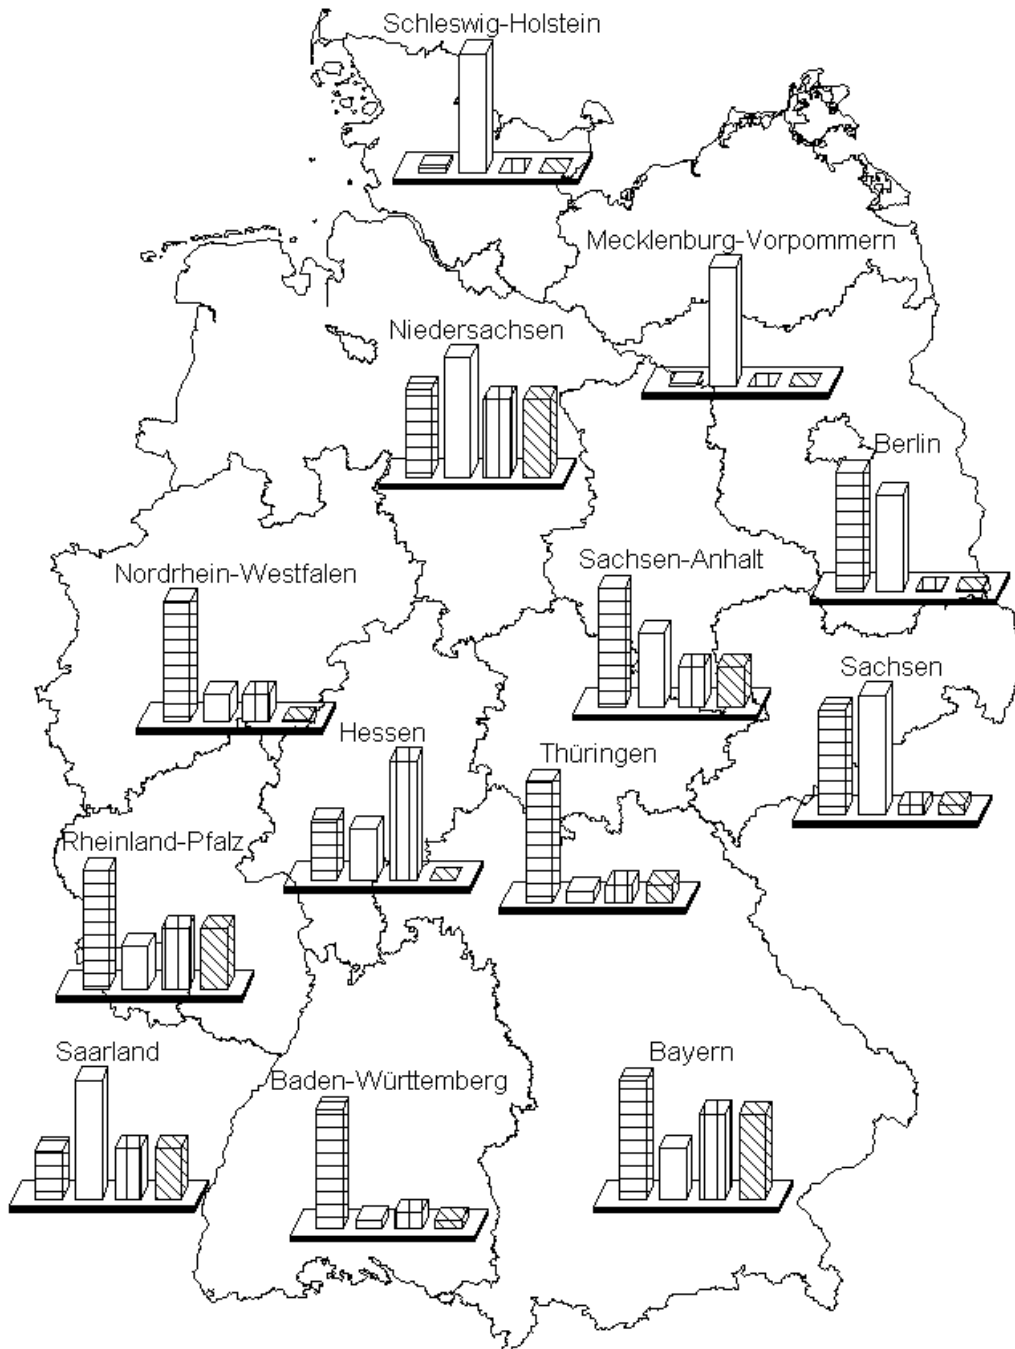 Schleswig-Holstein
Mecklenburg-Vorpommern
Niedersachsen
Berlin
Sachsen-Anhalt
Nordrhein-Westfalen
Sachsen
Hessen
Thüringen
Rheinland-Pfalz
Saarland
Bayern
Baden-Württemberg